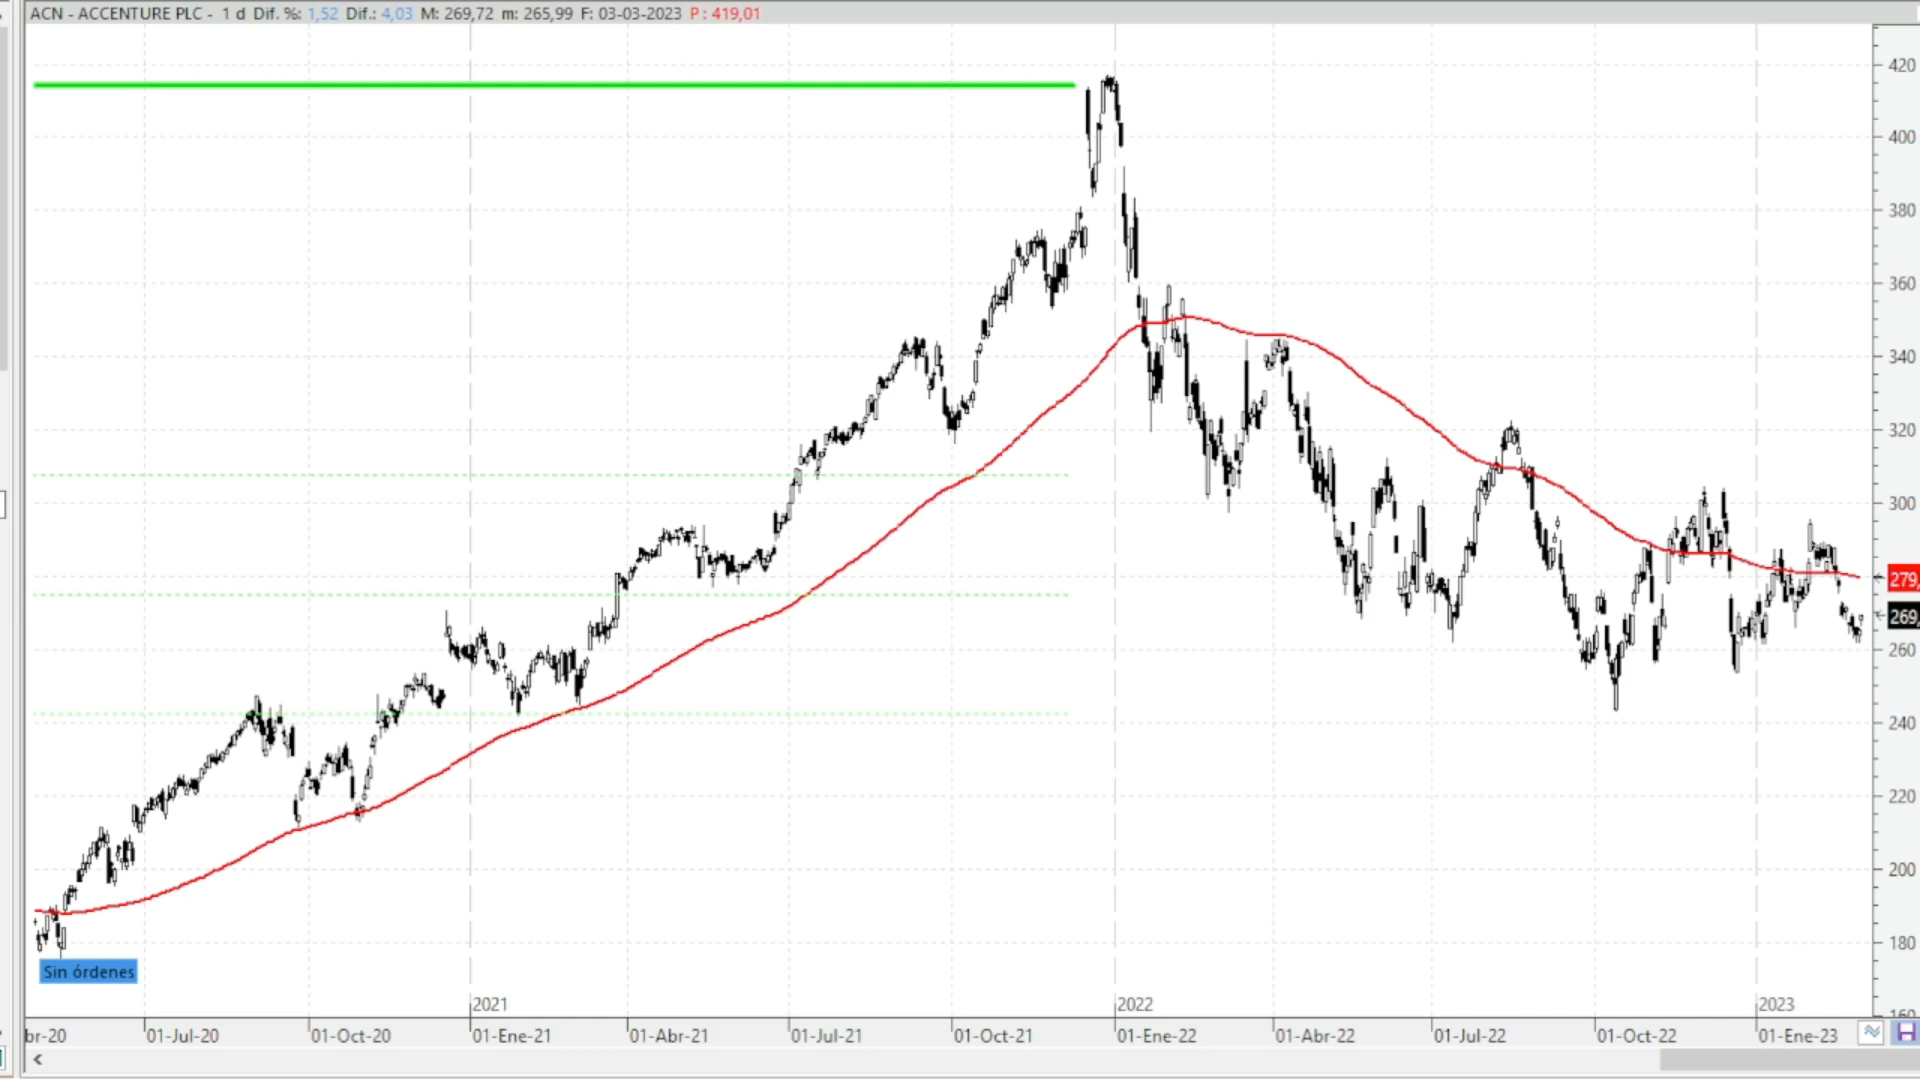 ACN - ACCENTURE PLC - 1 d Dif. %: 1,52 Dif.: 4,03 M: 269,72 m: 265,99 F: 03-03-2023 P : 419,01
420
400
380
360
340
320
300
279,
269,
260
240
220
200
180
160
Sin órdenes
2021
2022
2023
br-20
01-Jul-20
01-Oct-20
01-Ene-21
01-Abr-21
01-Jul-21
01-Oct-21
01-Ene-22
01-Abr-22
01-Jul-22
01-Oct-22
01-Ene-23